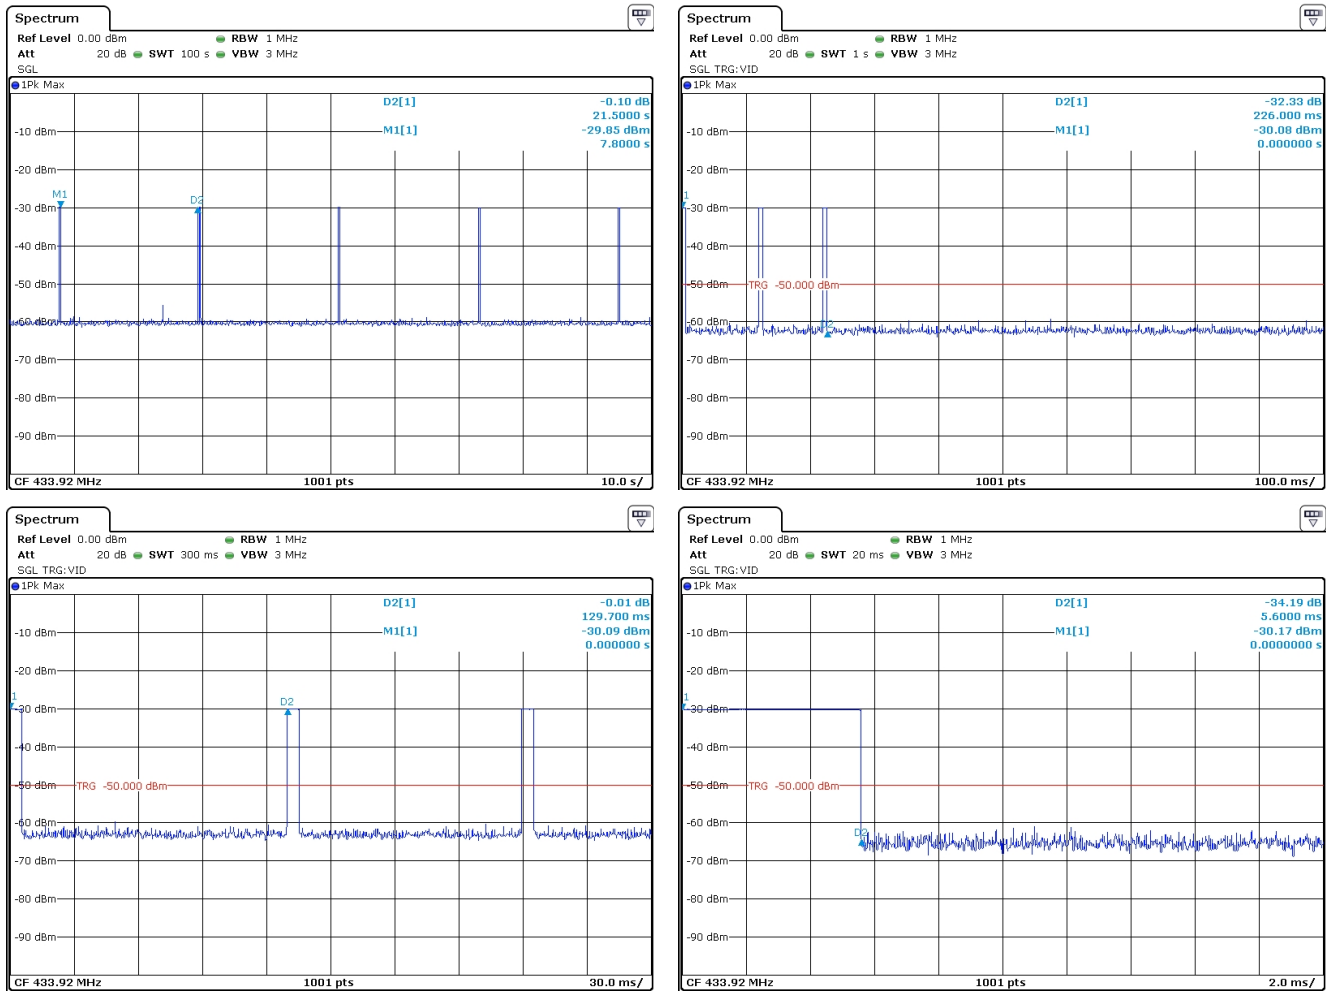 Spectrum
Ref Level 0.00 dBm RBW 1 MHz
Att 20 dB SWT 100 s VBW 3 MHz
SGL
1Pk Max
D2[1] -0.10 dB
21.5000 s
M1[1] -29.85 dBm
7.8000 s
-10 dBm
-20 dBm
M1
D2
-30 dBm
-40 dBm
-50 dBm
-60 dBm
-70 dBm
-80 dBm
-90 dBm
CF 433.92 MHz 1001 pts 10.0 s/
Spectrum
Ref Level 0.00 dBm RBW 1 MHz
Att 20 dB SWT 1 s VBW 3 MHz
SGL TRG:VID
1Pk Max
D2[1] -32.33 dB
226.000 ms
M1[1] -30.08 dBm
0.000000 s
-10 dBm
-20 dBm
1
-30 dBm
-40 dBm
-50 dBm TRG -50.000 dBm
-60 dBm
D2
-70 dBm
-80 dBm
-90 dBm
CF 433.92 MHz 1001 pts 100.0 ms/
Spectrum
Ref Level 0.00 dBm RBW 1 MHz
Att 20 dB SWT 300 ms VBW 3 MHz
SGL TRG:VID
1Pk Max
D2[1] -0.01 dB
129.700 ms
M1[1] -30.09 dBm
0.000000 s
-10 dBm
-20 dBm
1
D2
-30 dBm
-40 dBm
-50 dBm TRG -50.000 dBm
-60 dBm
-70 dBm
-80 dBm
-90 dBm
CF 433.92 MHz 1001 pts 30.0 ms/
Spectrum
Ref Level 0.00 dBm RBW 1 MHz
Att 20 dB SWT 20 ms VBW 3 MHz
SGL TRG:VID
1Pk Max
D2[1] -34.19 dB
5.6000 ms
M1[1] -30.17 dBm
0.0000000 s
-10 dBm
-20 dBm
1
-30 dBm
-40 dBm
-50 dBm TRG -50.000 dBm
-60 dBm
D2
-70 dBm
-80 dBm
-90 dBm
CF 433.92 MHz 1001 pts 2.0 ms/